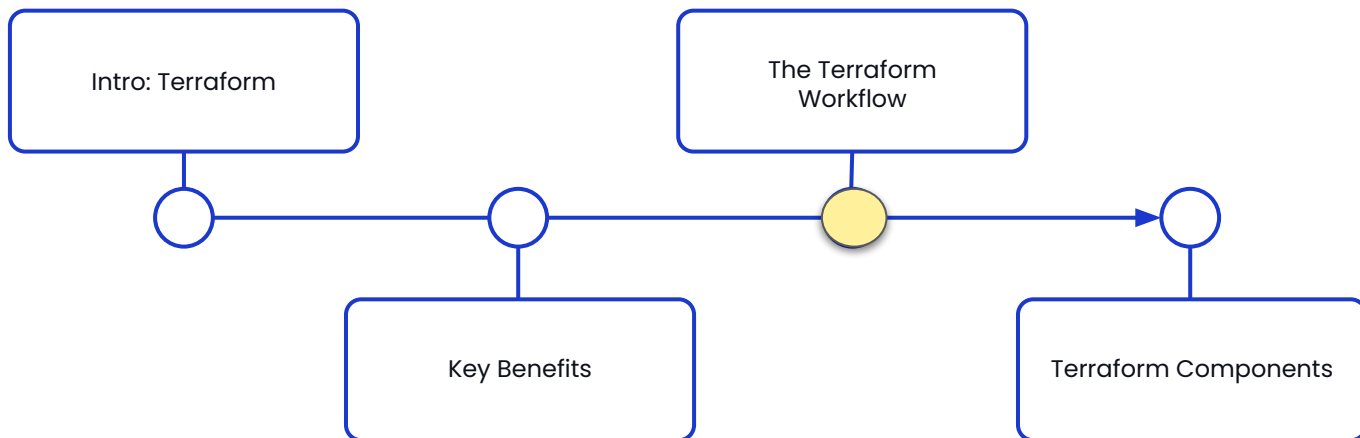 Intro: Terraform
The Terraform
Workflow
Key Benefits
Terraform Components